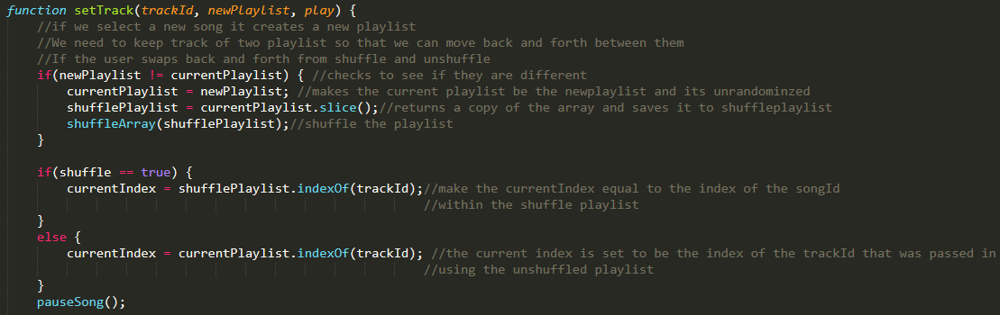 function setTrack(trackId, newPlaylist, play) {
//if we select a new song it creates a new playlist
//We need to keep track of two playlist so that we can move back and forth between them
//If the user swaps back and forth from shuffle and unshuffle
if(newPlaylist != currentPlaylist) { //checks to see if they are different
currentPlaylist = newPlaylist; //makes the current playlist be the newplaylist and its unrandominzed
shufflePlaylist = currentPlaylist.slice();//returns a copy of the array and saves it to shuffleplaylist
shuffleArray(shufflePlaylist);//shuffle the playlist
}
if(shuffle == true) {
currentIndex = shufflePlaylist.indexOf(trackId);//make the currentIndex equal to the index of the songId
//within the shuffle playlist
}
else {
currentIndex = currentPlaylist.indexOf(trackId); //the current index is set to be the index of the trackId that was passed in
//using the unshuffled playlist
}
pauseSong();